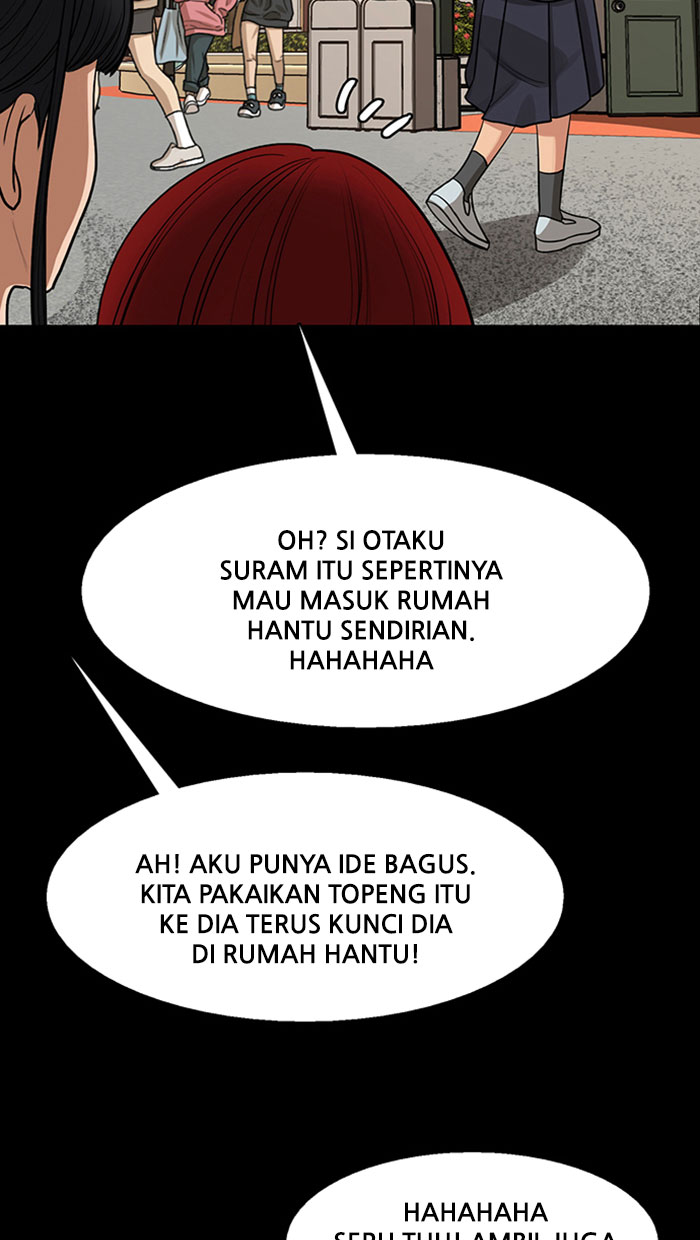 OH? SI OTAKU
SURAM ITU SEPERTINYA
MAU MASUK RUMAH
HANTU SENDIRIAN.
HAHAHAHA
AH! AKU PUNYA IDE BAGUS.
KITA PAKAIKAN TOPENG ITU
KE DIA TERUS KUNCI DIA
DI RUMAH HANTU!
HAHAHAHA